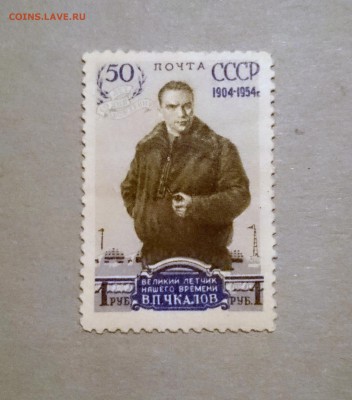 COINS.LAVE.RU
50
ПОЧТА СССР
1904-1954г.
ВЕЛИКИЙ ЛЕТЧИК
НАШЕГО ВРЕМЕНИ
В.П.ЧКАЛОВ
1 РУБ. РУБ. 1